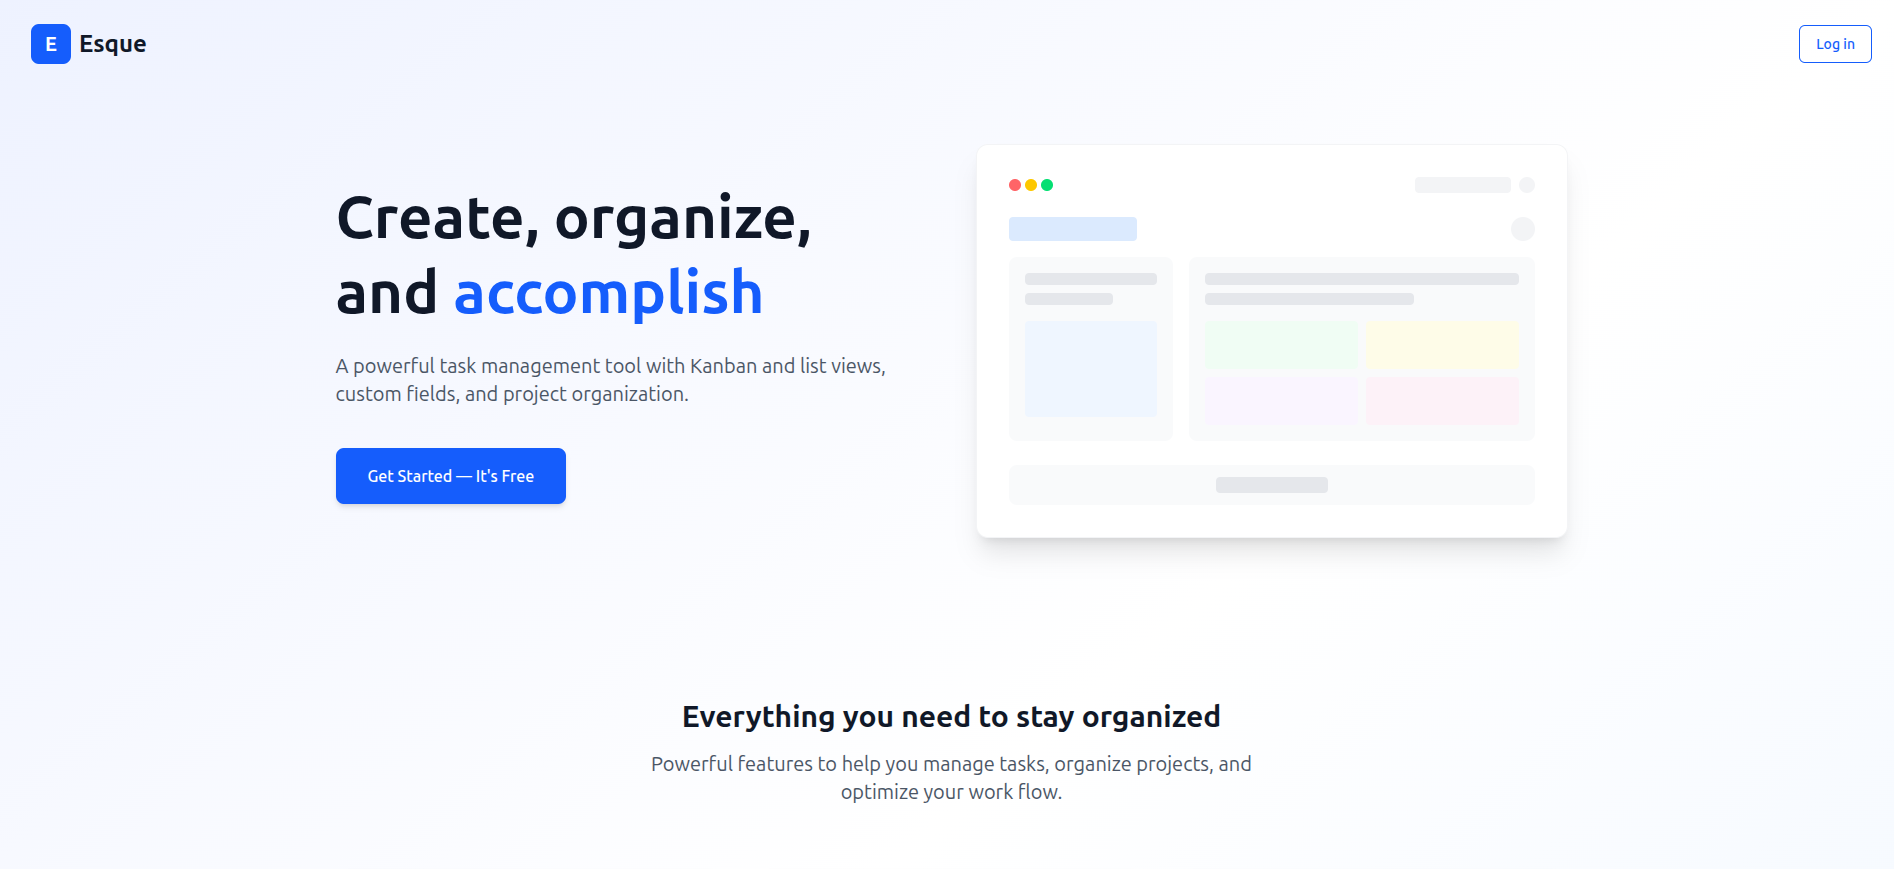 E Esque
Log in
Create, organize,
and accomplish
A powerful task management tool with Kanban and list views,
custom fields, and project organization.
Get Started — It's Free
Everything you need to stay organized
Powerful features to help you manage tasks, organize projects, and
optimize your work flow.